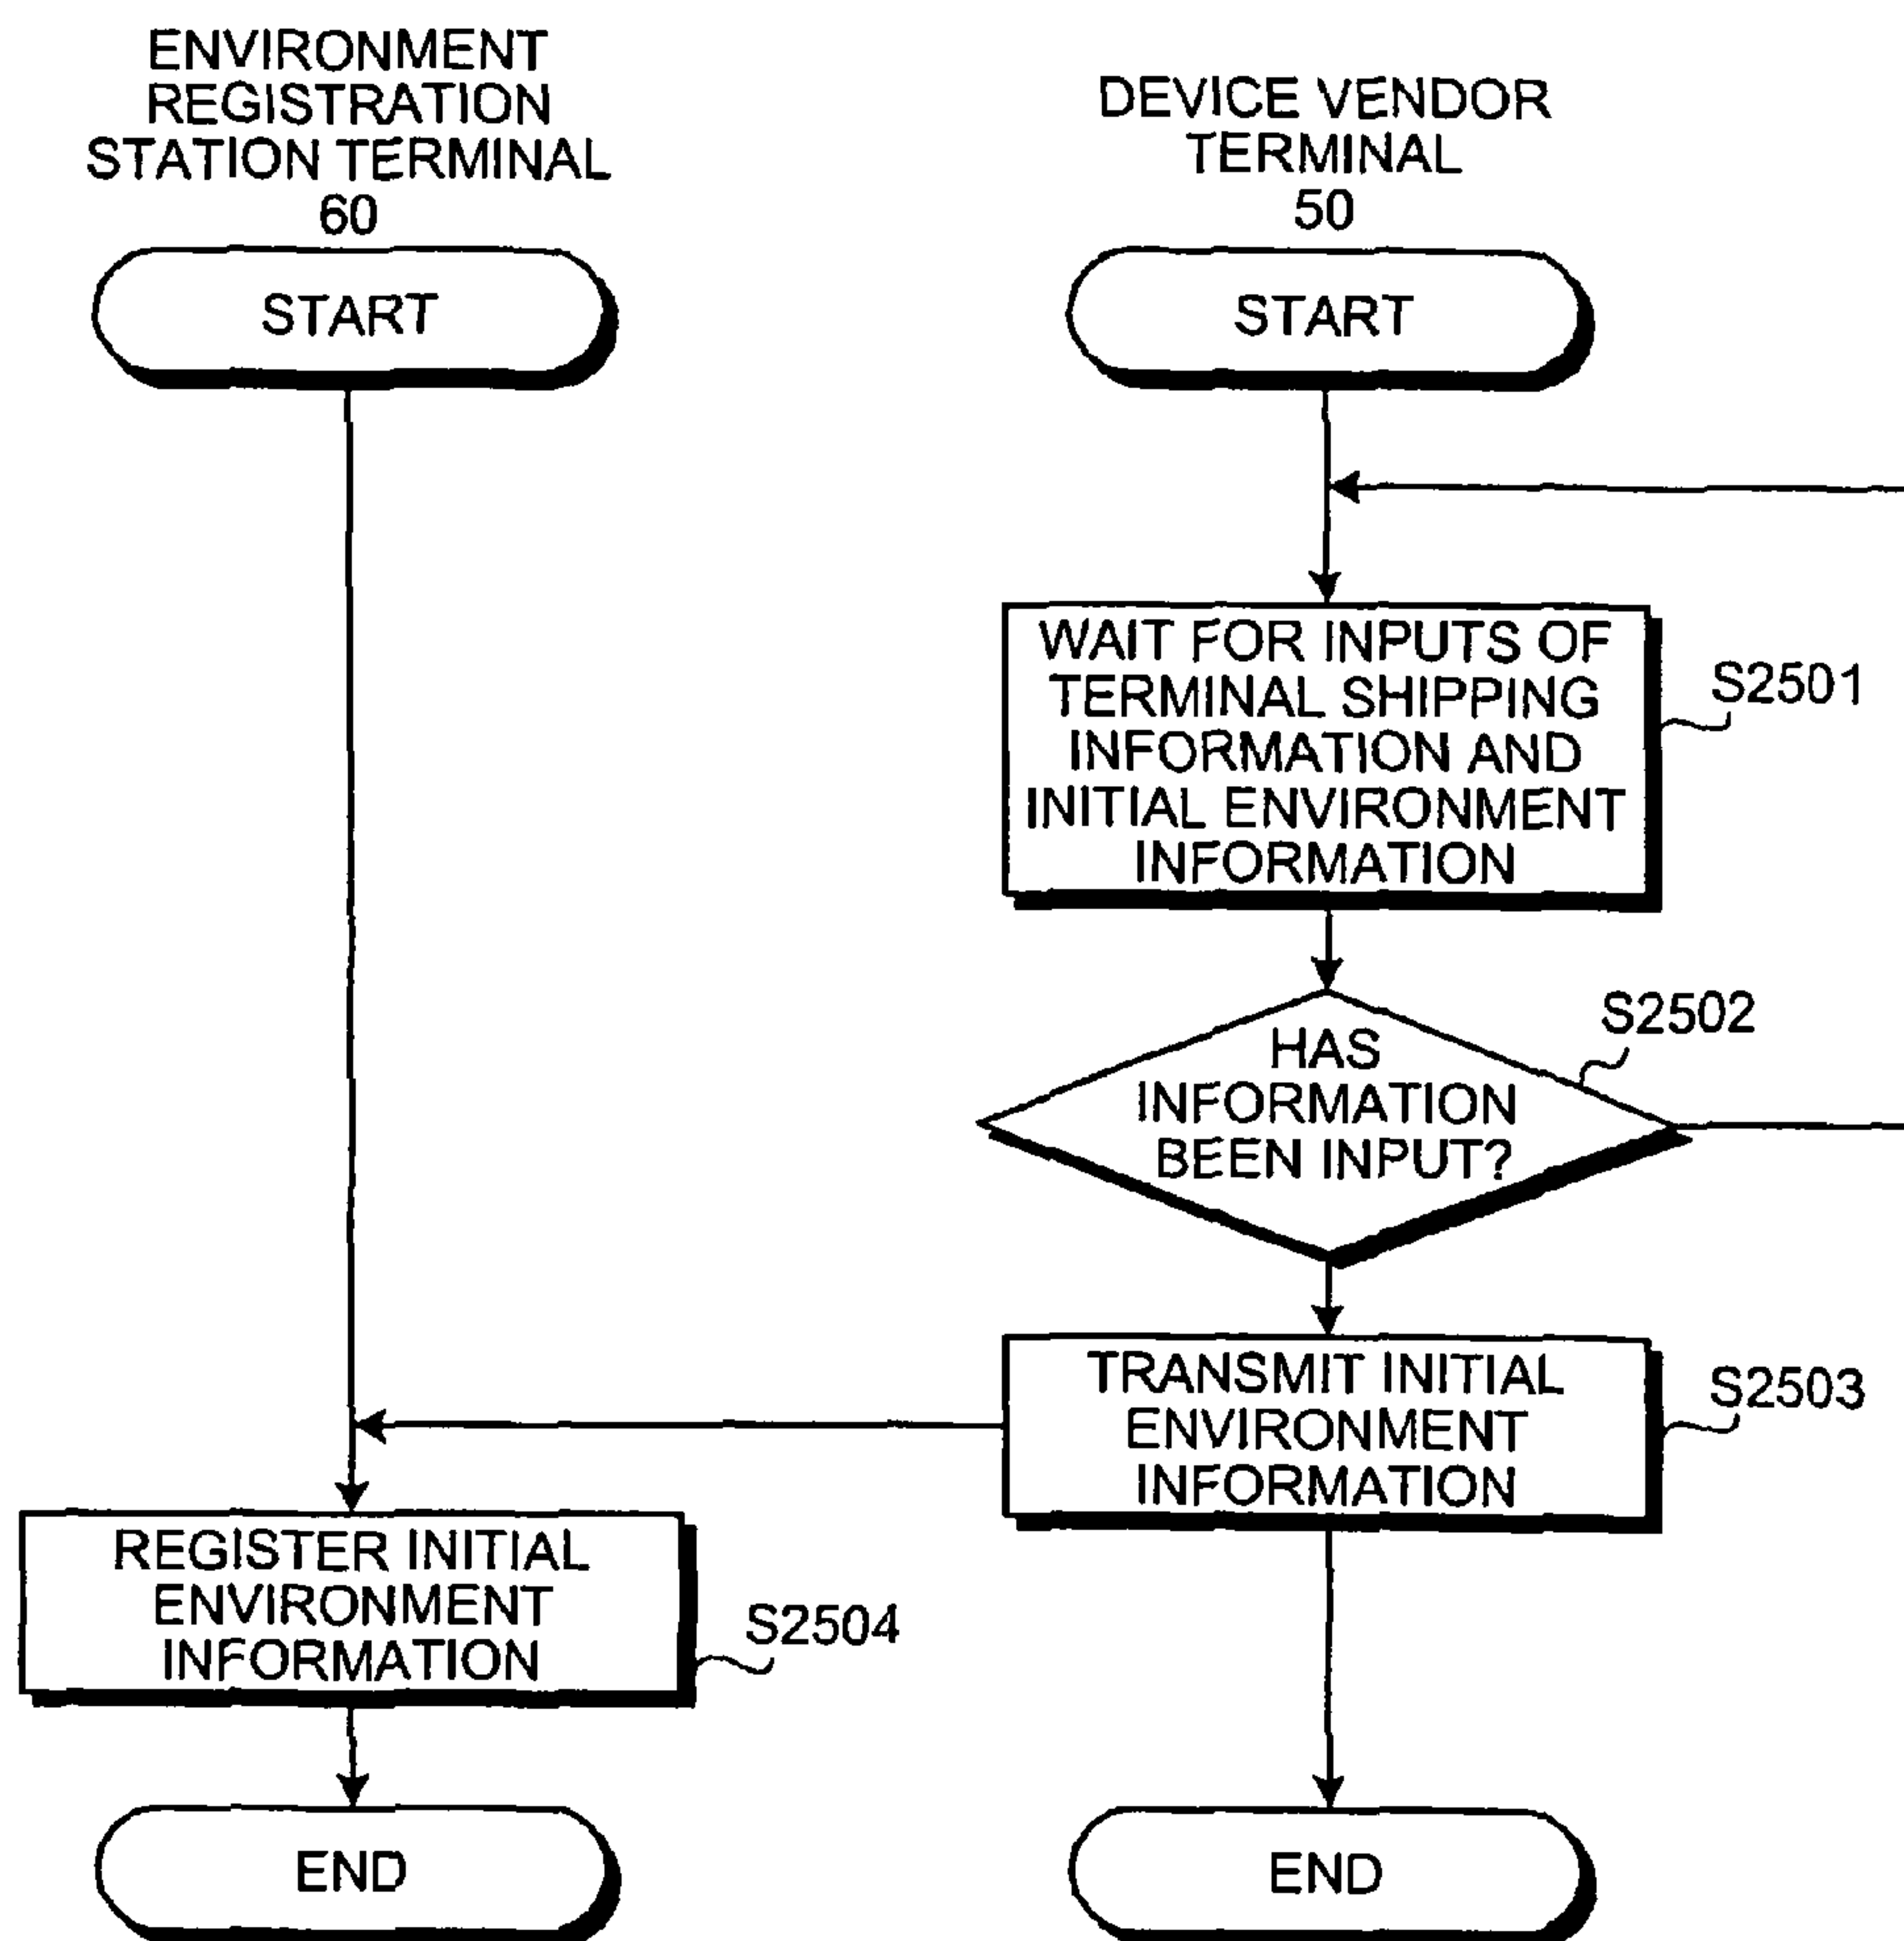 ENVIRONMENT
REGISTRATION
STATION TERMINAL
60
START
DEVICE VENDOR
TERMINAL
50
START
WAIT FOR INPUTS OF
TERMINAL SHIPPING
INFORMATION AND
INITIAL ENVIRONMENT
INFORMATION
S2501
HAS
INFORMATION
BEEN INPUT?
S2502
TRANSMIT INITIAL
ENVIRONMENT
INFORMATION
S2503
REGISTER INITIAL
ENVIRONMENT
INFORMATION
S2504
END
END